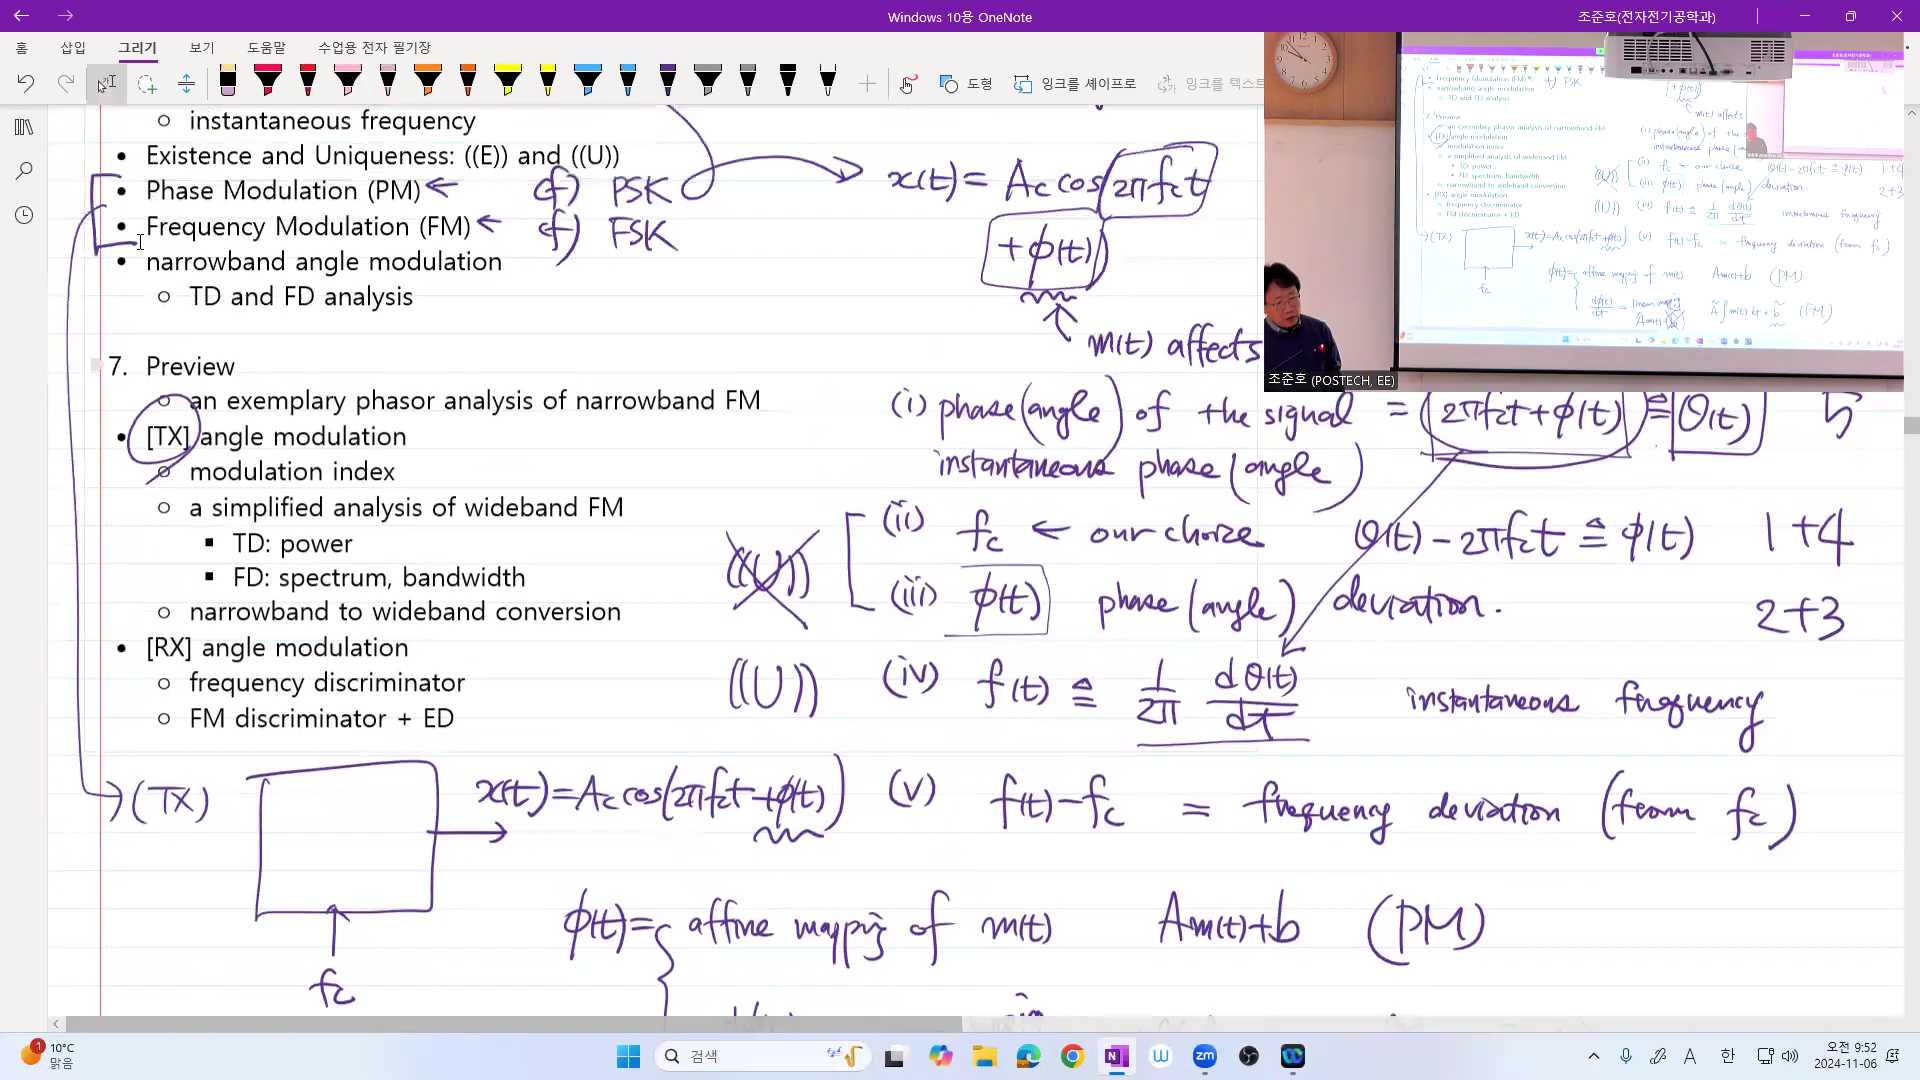 Windows 10용 OneNote
조준호(전자전기공학과)
홈 삽입 그리기 보기 도움말 수업용 전자 필기장
도형 잉크를 셰이프로 잉크를 텍스트
instantaneous frequency
Existence and Uniqueness: ((E)) and ((U))
Phase Modulation (PM) ← cf) PSK
Frequency Modulation (FM) ← cf) FSK
narrowband angle modulation
TD and FD analysis
x(t) = Ac cos(2πfct
+ φ(t))
m(t) affects
7. Preview
an exemplary phasor analysis of narrowband FM
[TX] angle modulation
modulation index
a simplified analysis of wideband FM
TD: power
FD: spectrum, bandwidth
narrowband to wideband conversion
[RX] angle modulation
frequency discriminator
FM discriminator + ED
조준호 (POSTECH, EE)
(i) phase (angle) of the signal = (2πfct + φ(t)) ≜ θ(t) 5
instantaneous phase (angle)
((U)) (ii) fc ← our choice θ(t) - 2πfct ≜ φ(t) 1+4
(iii) φ(t) phase (angle) deviation. 2+3
((U)) (iv) f(t) ≜ 1/2π dθ(t)/dt instantaneous frequency
(TX) x(t) = Ac cos(2πfct + φ(t)) (v) f(t) - fc = frequency deviation (from fc)
fc
φ(t) = { affine mapping of m(t) Am(t)+b (PM)
10°C
맑음
검색
오전 9:52
2024-11-06